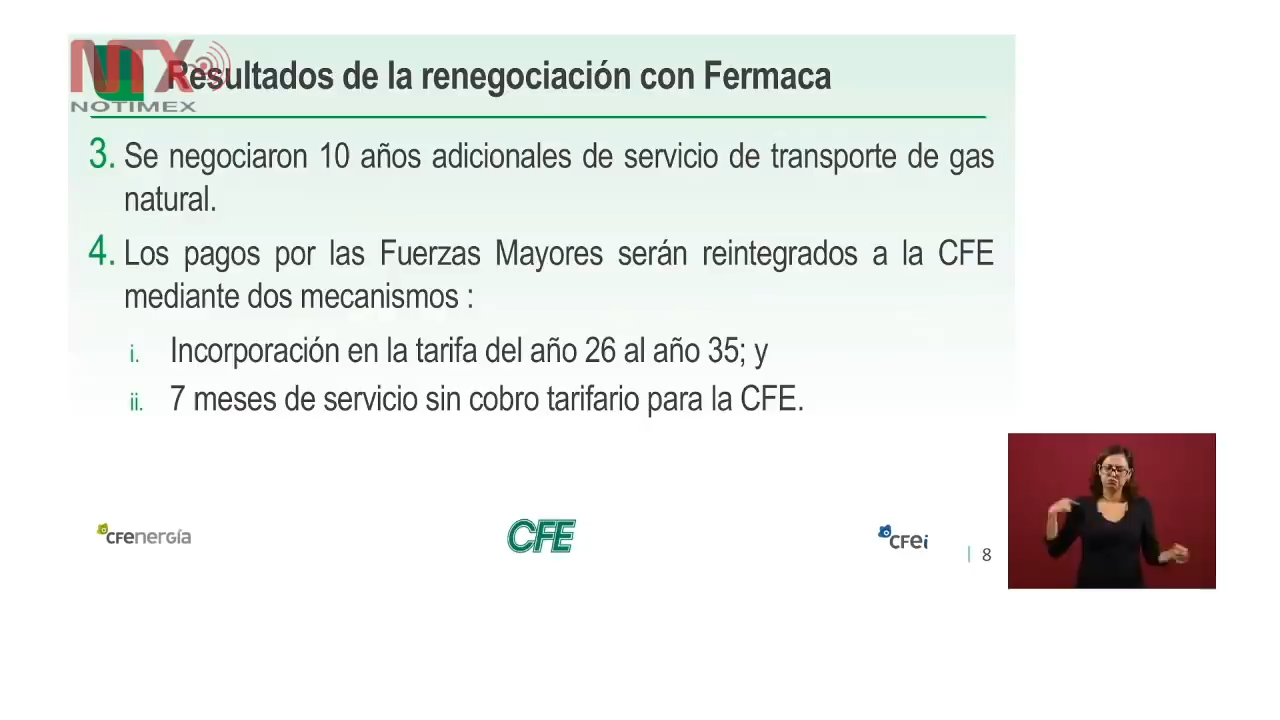 NTX
NOTIMEX
Resultados de la renegociación con Fermaca
3. Se negociaron 10 años adicionales de servicio de transporte de gas
natural.
4. Los pagos por las Fuerzas Mayores serán reintegrados a la CFE
mediante dos mecanismos :
i. Incorporación en la tarifa del año 26 al año 35; y
ii. 7 meses de servicio sin cobro tarifario para la CFE.
CFEnergía
CFE
CFEi
8